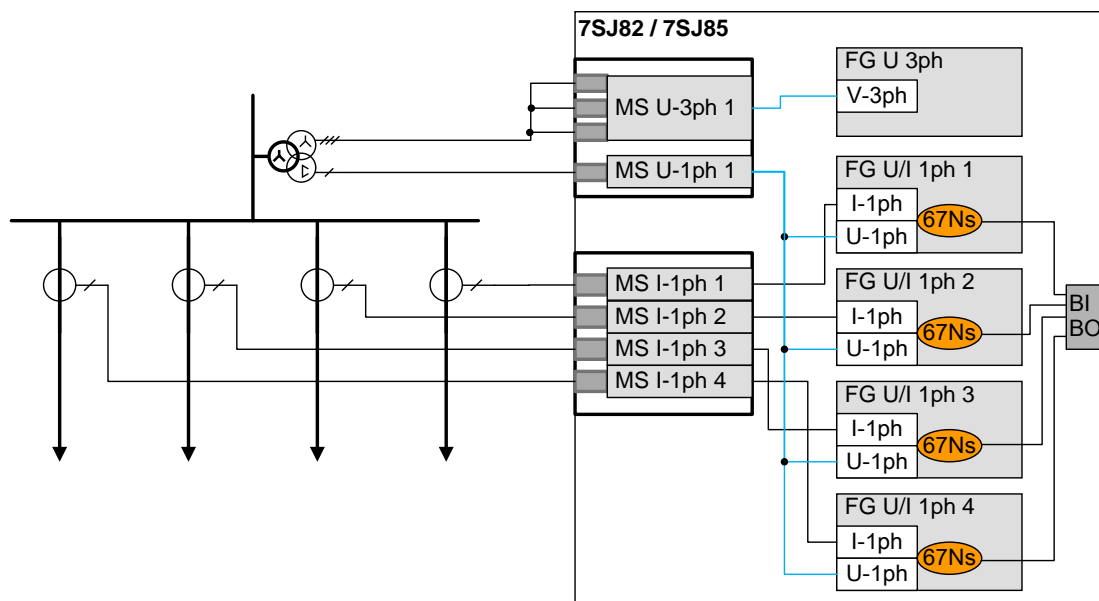 7SJ82 / 7SJ85
MS U-3ph 1
MS U-1ph 1
MS I-1ph 1
MS I-1ph 2
MS I-1ph 3
MS I-1ph 4
FG U 3ph
V-3ph
FG U/I 1ph 1
I-1ph
67Ns
U-1ph
FG U/I 1ph 2
I-1ph
67Ns
U-1ph
FG U/I 1ph 3
I-1ph
67Ns
U-1ph
FG U/I 1ph 4
I-1ph
67Ns
U-1ph
BI
BO